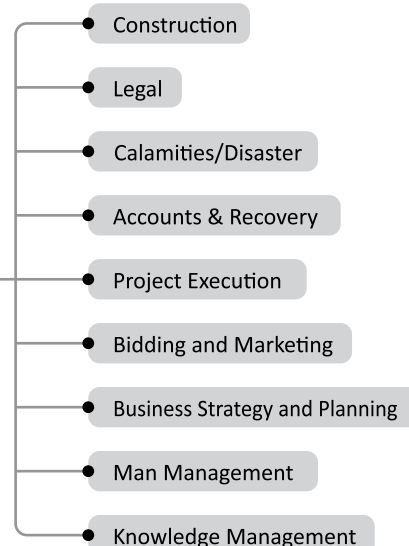 Construction
Legal
Calamities/Disaster
Accounts & Recovery
Project Execution
Bidding and Marketing
Business Strategy and Planning
Man Management
Knowledge Management